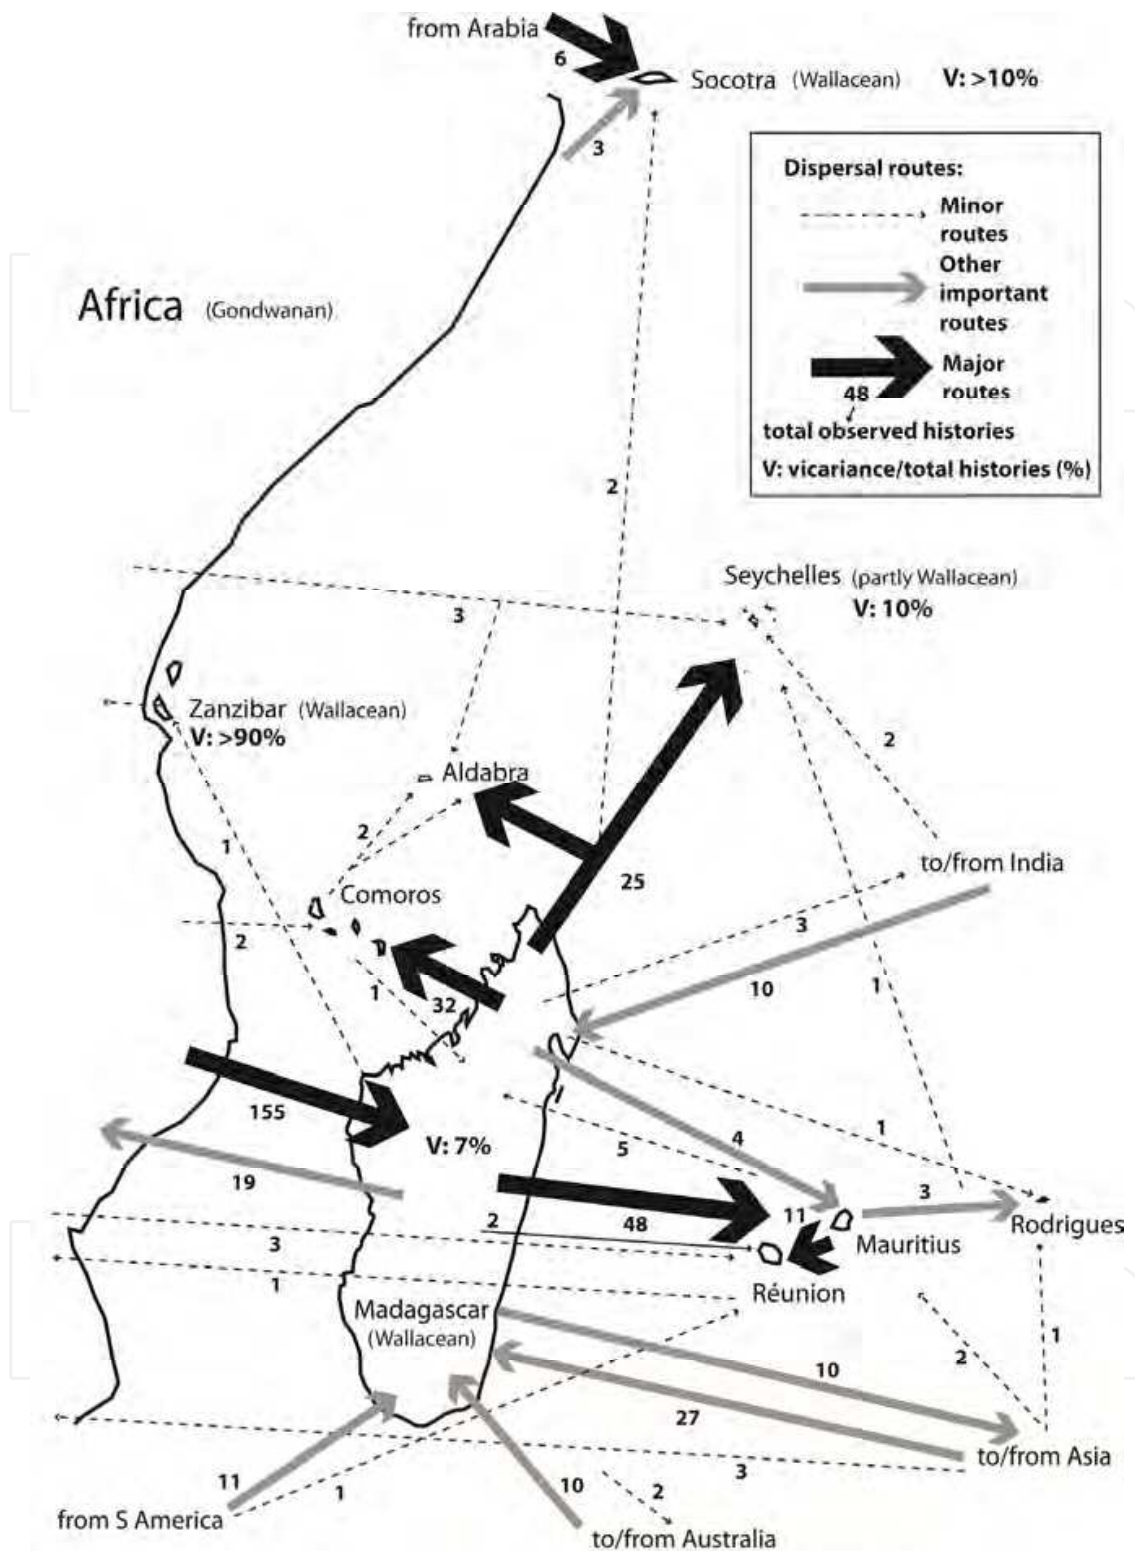 from Arabia
6
Socotra (Wallacean) V: >10%
3
Dispersal routes:
Minor
routes
Other
important
routes
Major
routes
48
total observed histories
V: vicariance/total histories (%)
Africa (Gondwanan)
2
Seychelles (partly Wallacean)
V: 10%
3
Zanzibar (Wallacean)
V: >90%
2
Aldabra
2
1
25
to/from India
Comoros
3
2
10
1
1
32
155
V: 7%
5
4
1
19
3
11
2
48
Rodrigues
3
Mauritius
1
Réunion
Madagascar
(Wallacean)
1
10
2
27
to/from Asia
3
11
1
10
2
from S America
to/from Australia